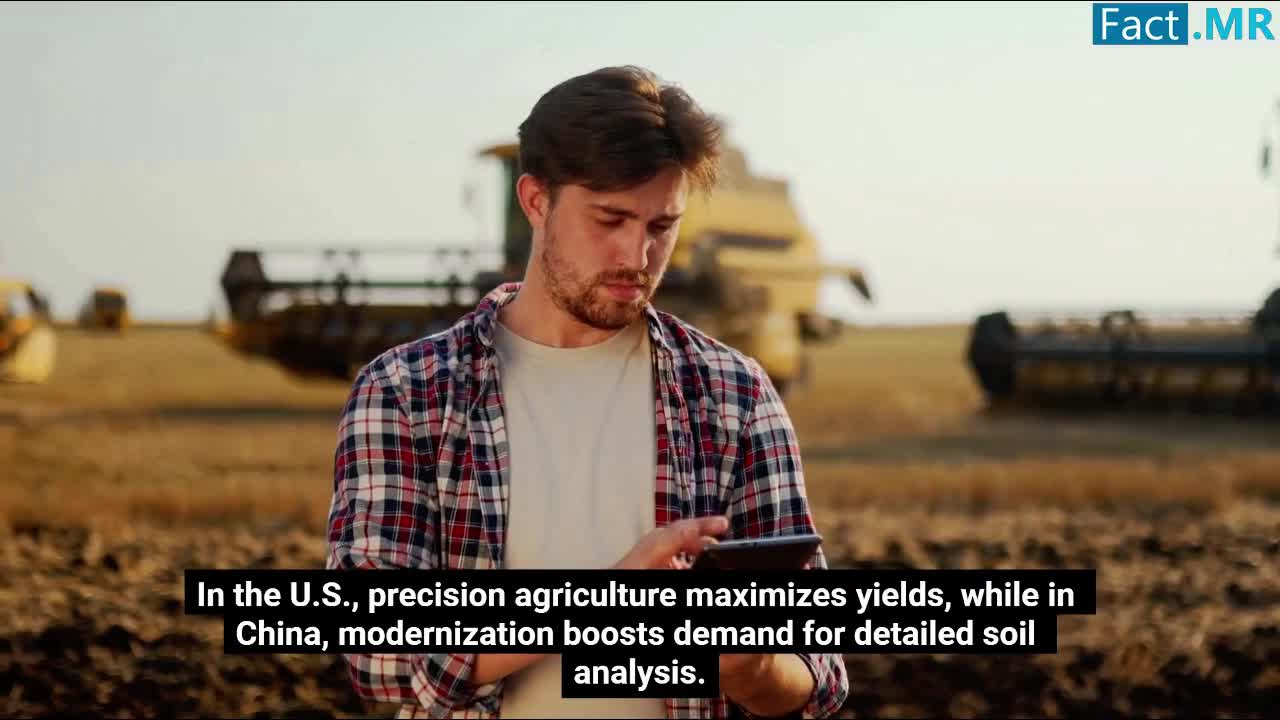 Fact.MR
In the U.S., precision agriculture maximizes yields, while in
China, modernization boosts demand for detailed soil
analysis.